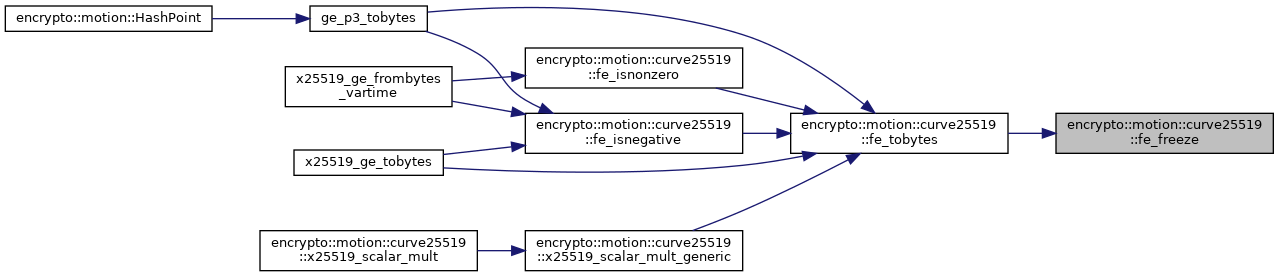 encrypto::motion::HashPoint
ge_p3_tobytes
x25519_ge_frombytes
_vartime
encrypto::motion::curve25519
::fe_isnonzero
encrypto::motion::curve25519
::fe_isnegative
encrypto::motion::curve25519
::fe_tobytes
encrypto::motion::curve25519
::fe_freeze
x25519_ge_tobytes
encrypto::motion::curve25519
::x25519_scalar_mult
encrypto::motion::curve25519
::x25519_scalar_mult_generic